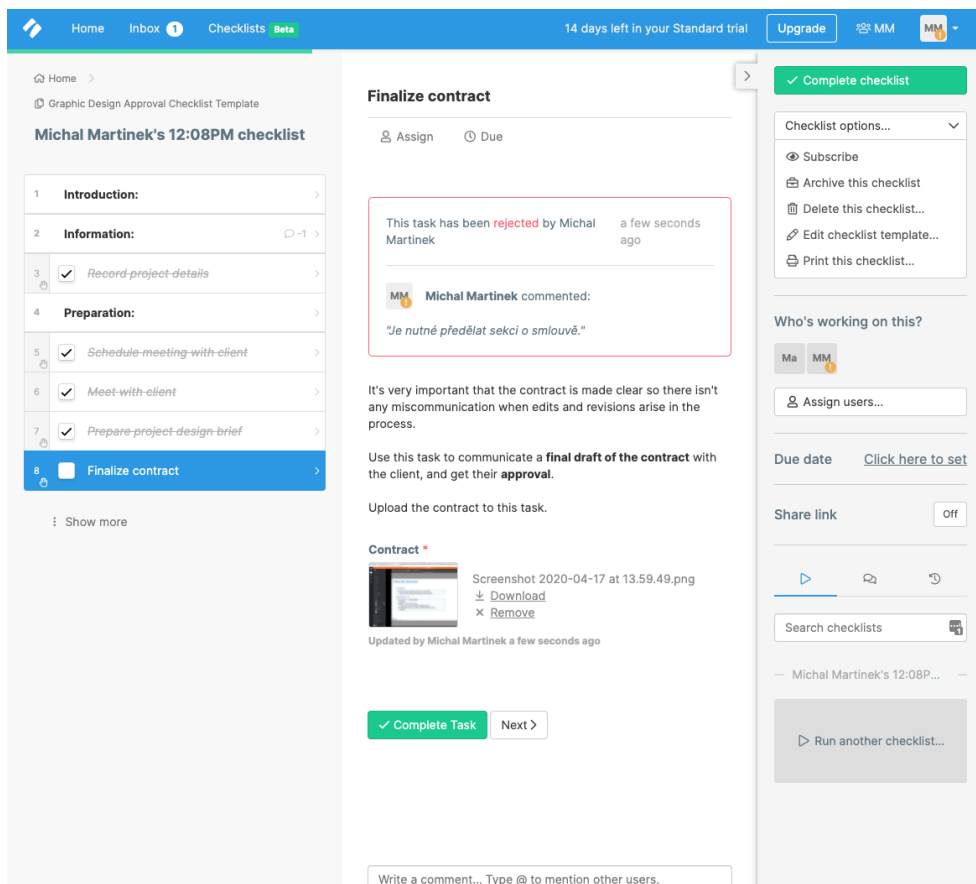 Home Inbox 1 Checklists Beta 14 days left in your Standard trial Upgrade MM MM
Home
Graphic Design Approval Checklist Template
Michal Martinek's 12:08PM checklist
1 Introduction:
2 Information: -1
3 Record project details
4 Preparation:
5 Schedule meeting with client
6 Meet with client
7 Prepare project design brief
8 Finalize contract
Show more
Finalize contract
Assign Due
This task has been rejected by Michal
Martinek
a few seconds
ago
MM Michal Martinek commented:
"Je nutné předělat sekci o smlouvě."
It's very important that the contract is made clear so there isn't
any miscommunication when edits and revisions arise in the
process.
Use this task to communicate a final draft of the contract with
the client, and get their approval.
Upload the contract to this task.
Contract *
Screenshot 2020-04-17 at 13.59.49.png
Download
Remove
Updated by Michal Martinek a few seconds ago
Complete Task Next
Write a comment... Type @ to mention other users.
Complete checklist
Checklist options...
Subscribe
Archive this checklist
Delete this checklist...
Edit checklist template...
Print this checklist...
Who's working on this?
Ma MM
Assign users...
Due date Click here to set
Share link Off
Search checklists 1
Michal Martinek's 12:08P...
Run another checklist...